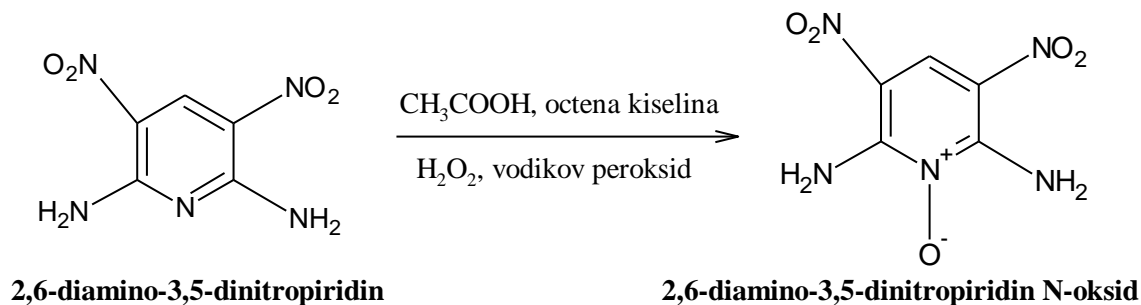 O₂N NO₂
H₂N N NH₂
CH₃COOH, octena kiselina
H₂O₂, vodikov peroksid
O₂N NO₂
H₂N N⁺ NH₂
O⁻
2,6-diamino-3,5-dinitropiridin
2,6-diamino-3,5-dinitropiridin N-oksid